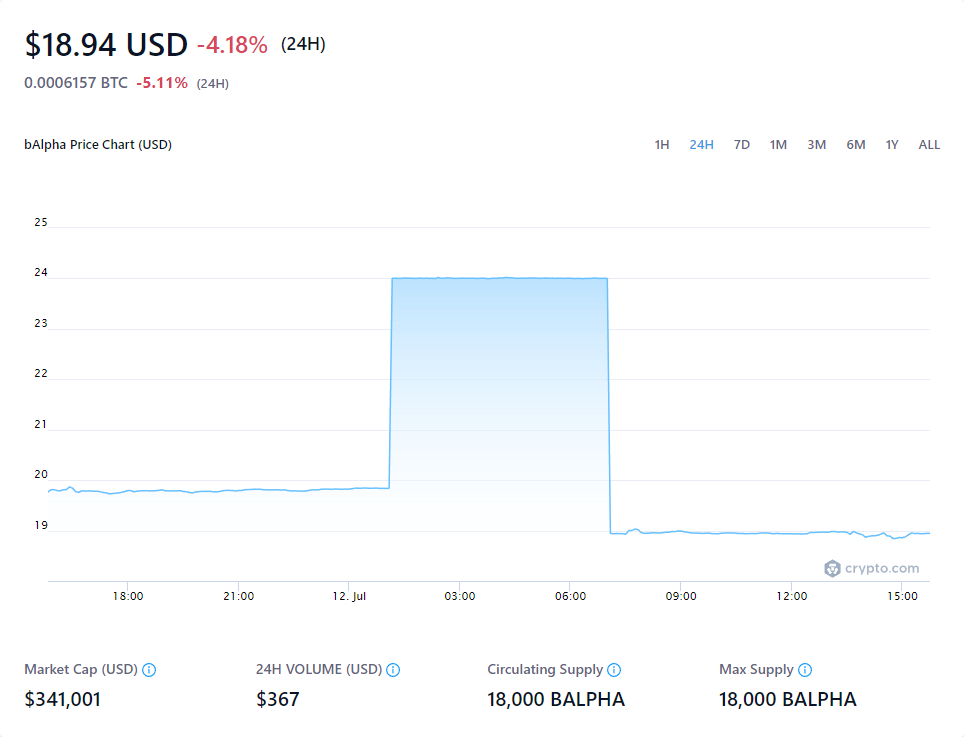 $18.94 USD -4.18% (24H)
0.0006157 BTC -5.11% (24H)
bAlpha Price Chart (USD) 1H 24H 7D 1M 3M 6M 1Y ALL
25
24
23
22
21
20
19
crypto.com
18:00 21:00 12. Jul 03:00 06:00 09:00 12:00 15:00
Market Cap (USD) 24H VOLUME (USD) Circulating Supply Max Supply
$341,001 $367 18,000 BALPHA 18,000 BALPHA